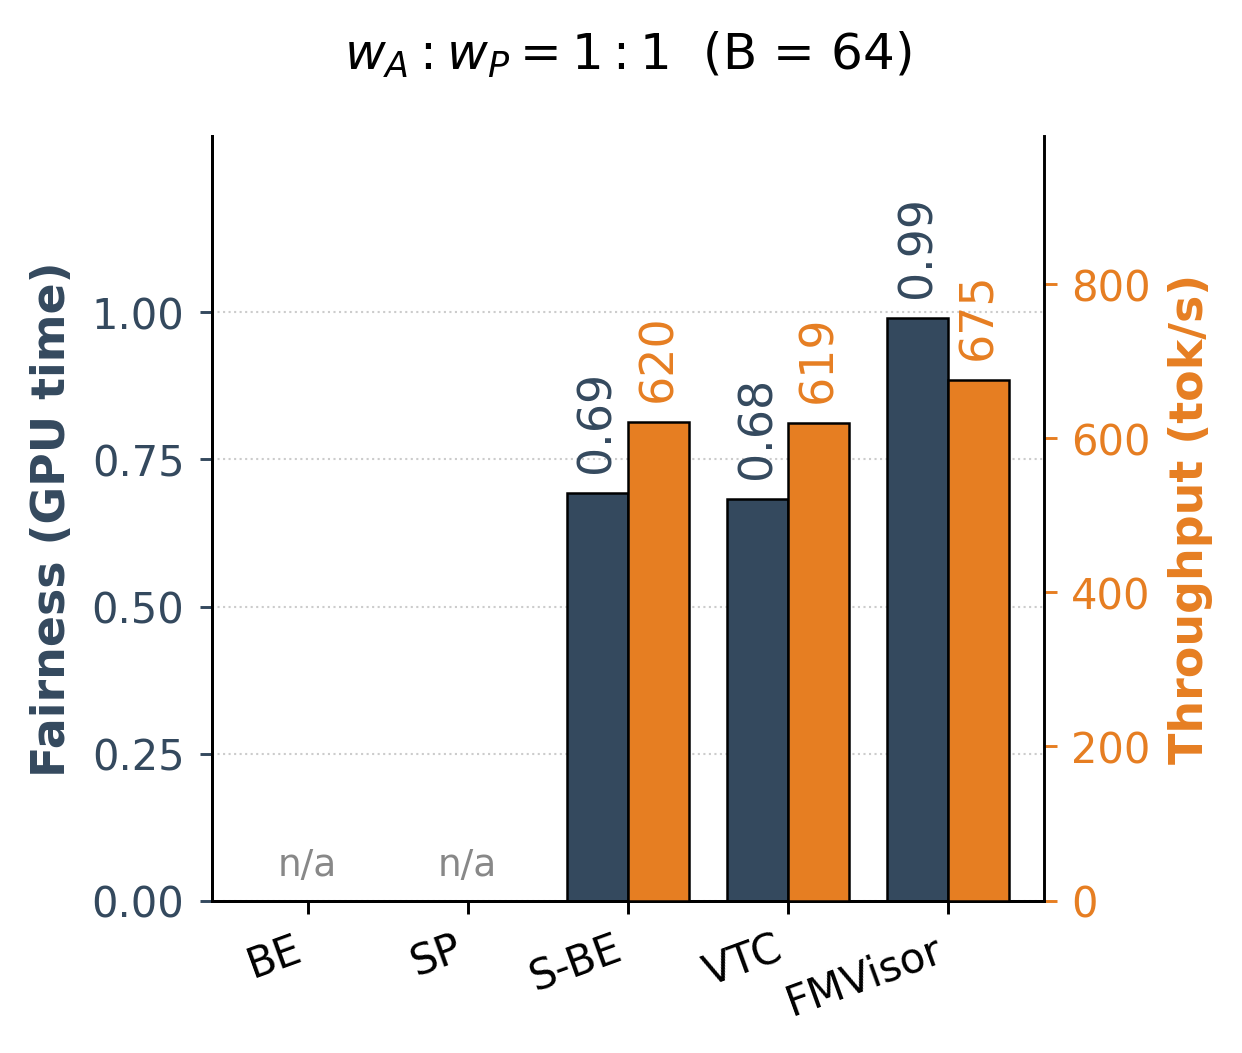 w_A : w_P = 1 : 1 (B = 64)
Fairness (GPU time)
1.00
0.75
0.50
0.25
0.00
n/a
n/a
0.69
620
0.68
619
0.99
675
800
600
400
200
0
Throughput (tok/s)
BE
SP
S-BE
VTC
FMVisor